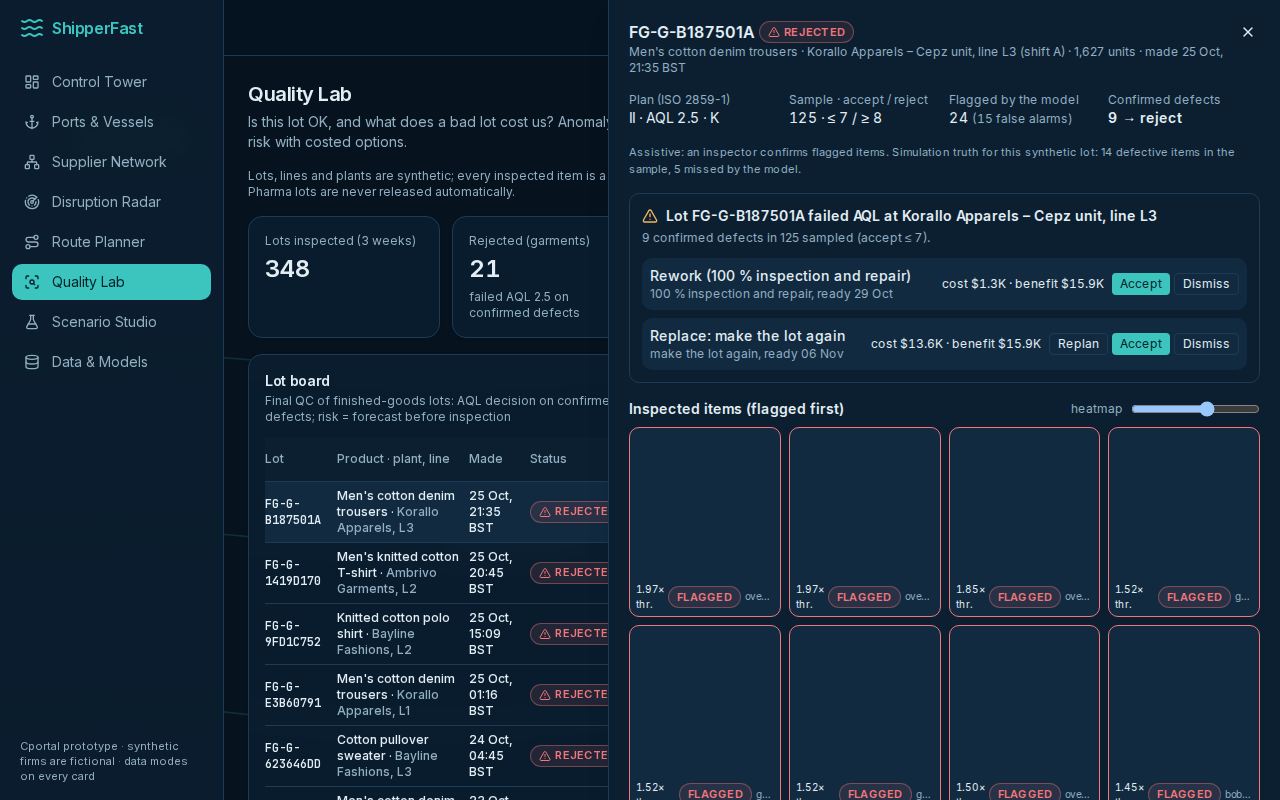 ShipperFast
Control Tower
Ports & Vessels
Supplier Network
Disruption Radar
Route Planner
Quality Lab
Scenario Studio
Data & Models
Cportal prototype · synthetic
firms are fictional · data modes
on every card
Quality Lab
Is this lot OK, and what does a bad lot cost us? Anomaly
risk with costed options.
Lots, lines and plants are synthetic; every inspected item is a
Pharma lots are never released automatically.
Lots inspected (3 weeks)
348
Rejected (garments)
21
failed AQL 2.5 on
confirmed defects
Lot board
Final QC of finished-goods lots: AQL decision on confirme
defects; risk = forecast before inspection
Lot Product · plant, line Made Status
FG-G-B187501A Men's cotton denim trousers · Korallo Apparels, L3 25 Oct, 21:35 BST REJECTE
FG-G-1419D170 Men's knitted cotton T-shirt · Ambrivo Garments, L2 25 Oct, 20:45 BST REJECTE
FG-G-9FD1C752 Knitted cotton polo shirt · Bayline Fashions, L2 25 Oct, 15:09 BST REJECTE
FG-G-E3B60791 Men's cotton denim trousers · Korallo Apparels, L1 25 Oct, 01:16 BST REJECTE
FG-G-623646DD Cotton pullover sweater · Bayline Fashions, L3 24 Oct, 04:45 BST REJECTE
FG-G-B187501A REJECTED
Men's cotton denim trousers · Korallo Apparels – Cepz unit, line L3 (shift A) · 1,627 units · made 25 Oct,
21:35 BST
Plan (ISO 2859-1)
II · AQL 2.5 · K
Sample · accept / reject
125 · ≤ 7 / ≥ 8
Flagged by the model
24 (15 false alarms)
Confirmed defects
9 → reject
Assistive: an inspector confirms flagged items. Simulation truth for this synthetic lot: 14 defective items in the
sample, 5 missed by the model.
Lot FG-G-B187501A failed AQL at Korallo Apparels – Cepz unit, line L3
9 confirmed defects in 125 sampled (accept ≤ 7).
Rework (100 % inspection and repair)
100 % inspection and repair, ready 29 Oct
cost $1.3K · benefit $15.9K Accept Dismiss
Replace: make the lot again
make the lot again, ready 06 Nov
cost $13.6K · benefit $15.9K Replan Accept Dismiss
Inspected items (flagged first) heatmap
1.97× thr. FLAGGED ove...
1.97× thr. FLAGGED ove...
1.85× thr. FLAGGED ove...
1.52× thr. FLAGGED g...
1.52× FLAGGED g...
1.52× FLAGGED g...
1.50× FLAGGED ove...
1.45× FLAGGED bob...